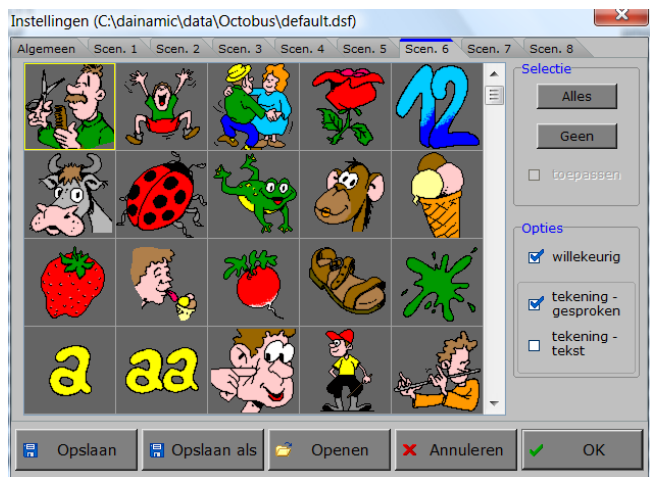 Instellingen (C:\dainamic\data\Octobus\default.dsf)
Algemeen Scen. 1 Scen. 2 Scen. 3 Scen. 4 Scen. 5 Scen. 6 Scen. 7 Scen. 8
Selectie
Alles
Geen
toepassen
12
Opties
willekeurig
tekening -
gesproken
tekening -
tekst
a aa
Opslaan Opslaan als Openen Annuleren OK